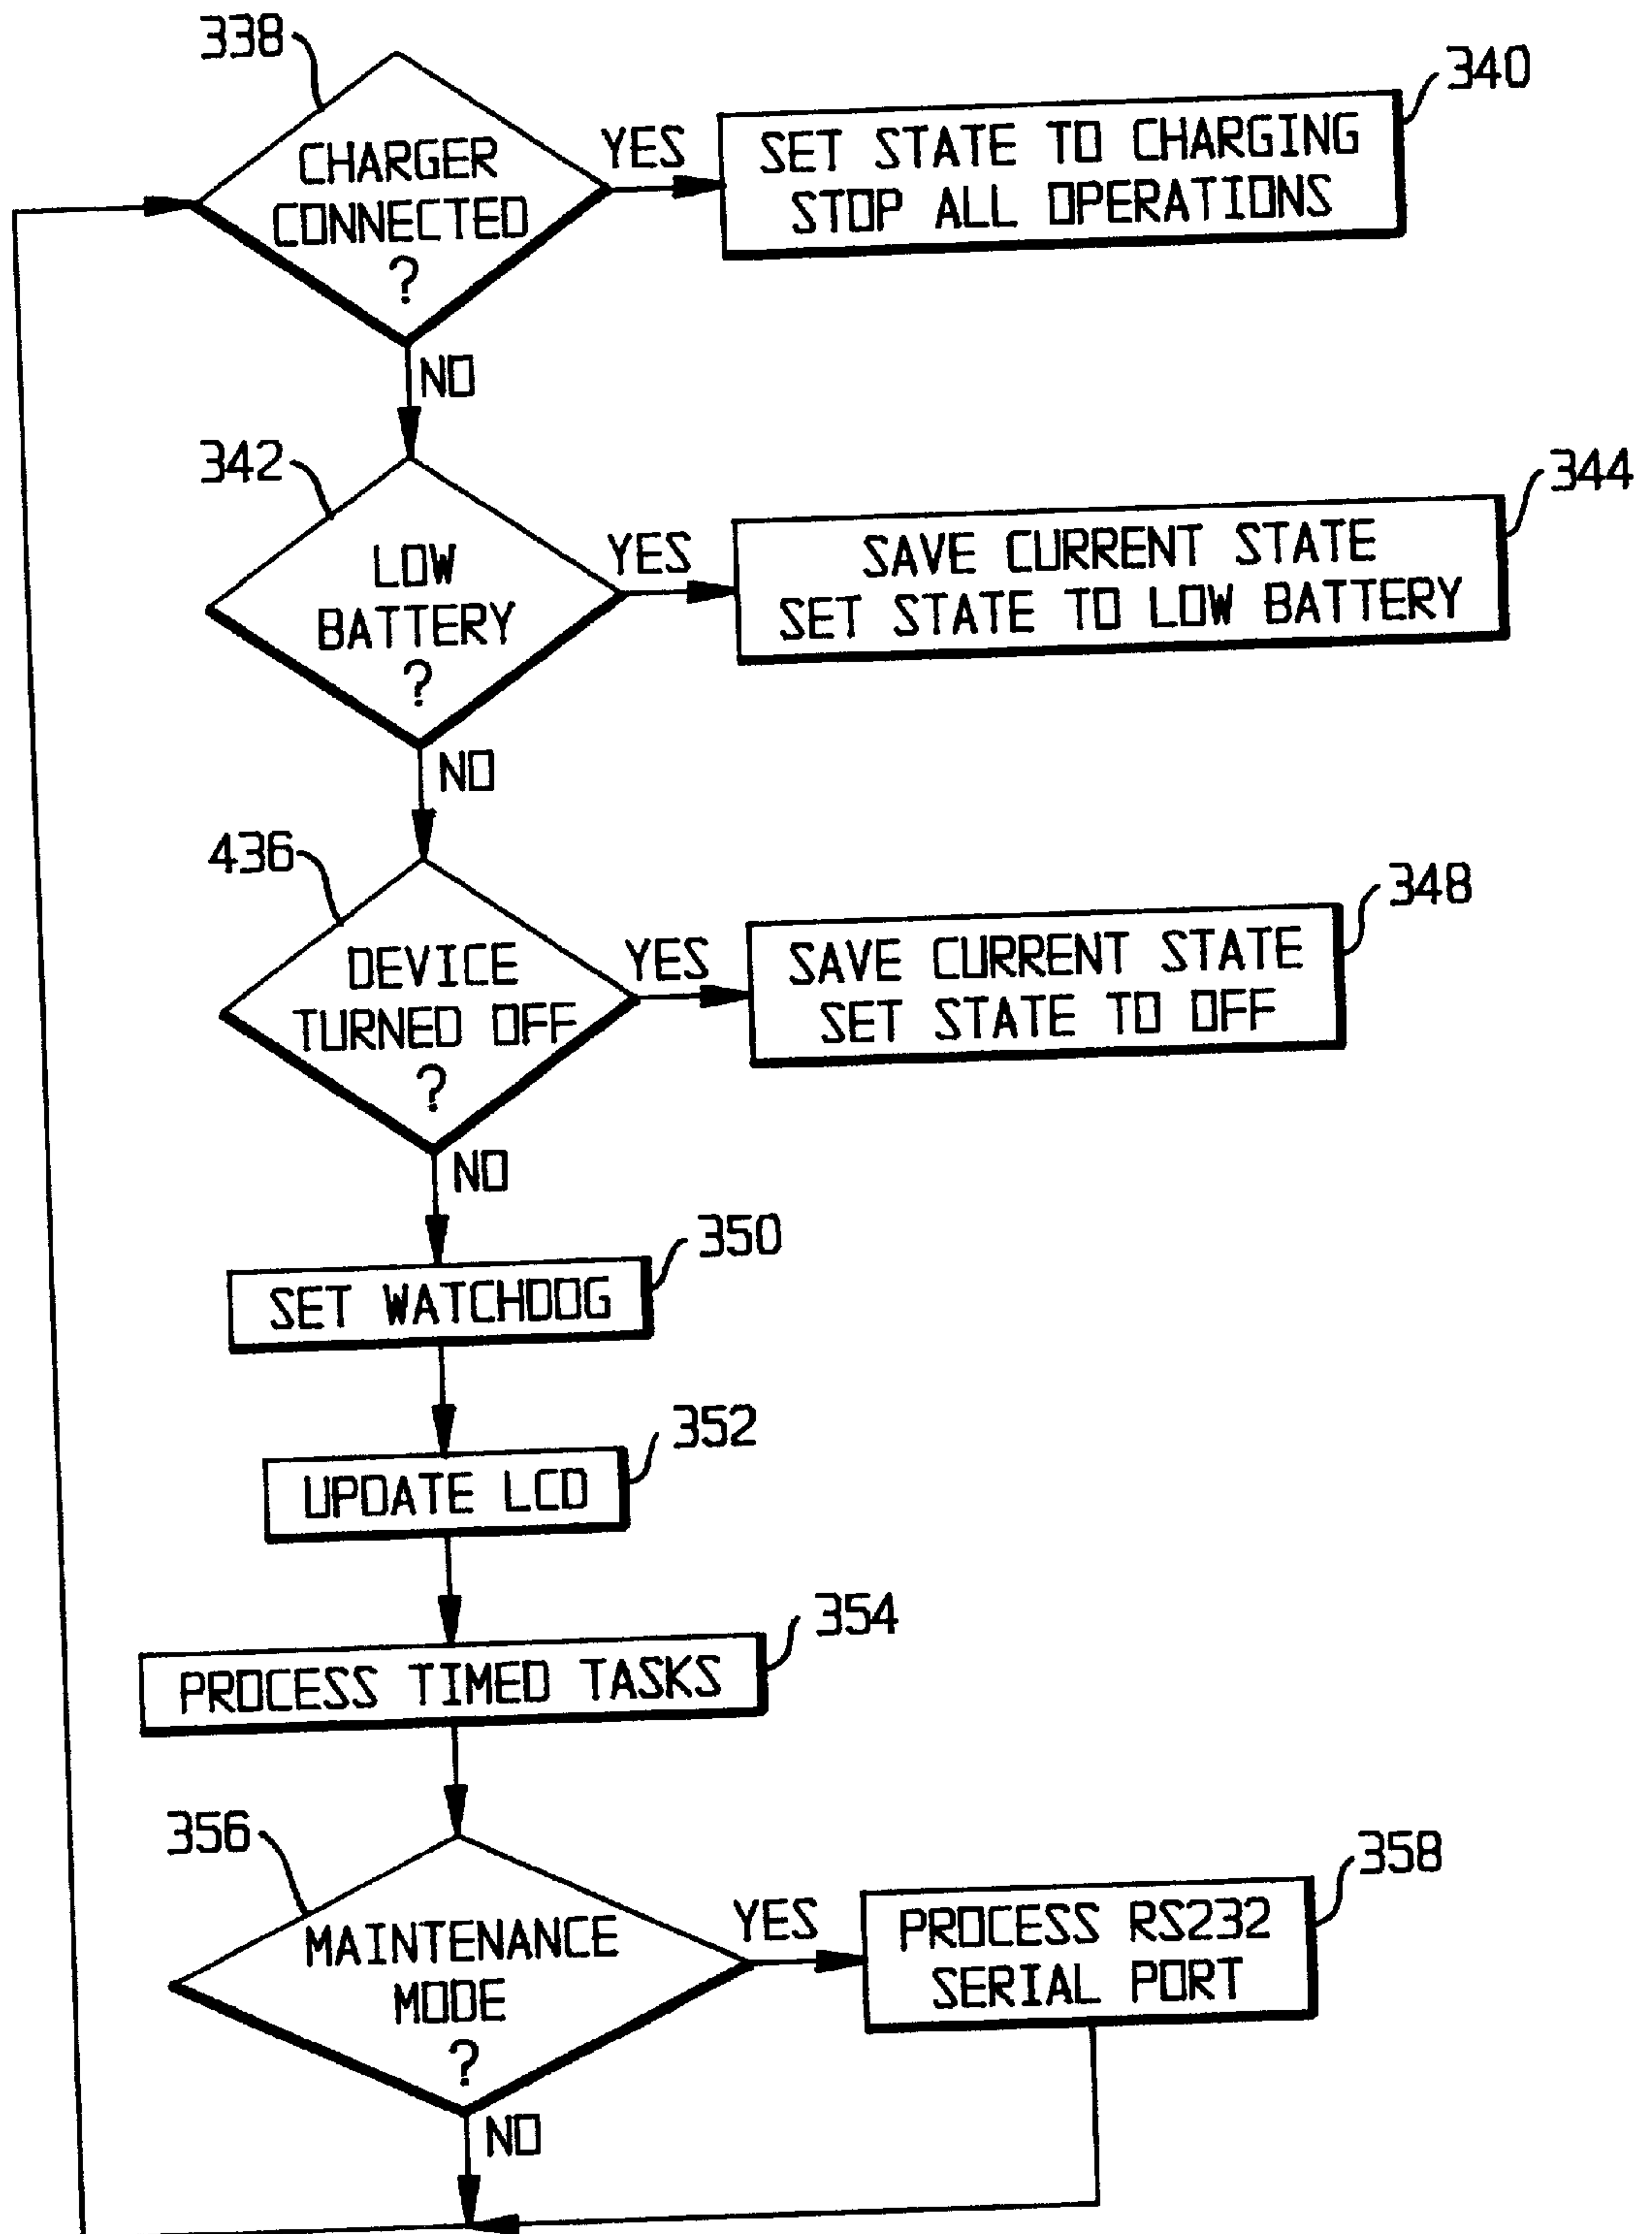 338
CHARGER
CONNECTED
?
YES
340
SET STATE TO CHARGING
STOP ALL OPERATIONS
NO
342
LOW
BATTERY
?
YES
344
SAVE CURRENT STATE
SET STATE TO LOW BATTERY
NO
436
DEVICE
TURNED OFF
?
YES
348
SAVE CURRENT STATE
SET STATE TO OFF
NO
350
SET WATCHDOG
352
UPDATE LCD
354
PROCESS TIMED TASKS
356
MAINTENANCE
MODE
?
YES
358
PROCESS RS232
SERIAL PORT
NO